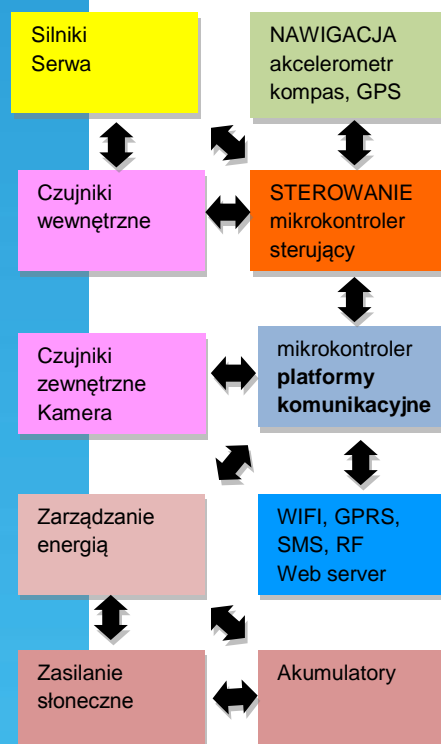 Silniki
Serwa
NAWIGACJA
akcelerometr
kompas, GPS
Czujniki
wewnętrzne
STEROWANIE
mikrokontroler
sterujący
Czujniki
zewnętrzne
Kamera
mikrokontroler
platformy
komunikacyjne
Zarządzanie
energią
WIFI, GPRS,
SMS, RF
Web server
Zasilanie
słoneczne
Akumulatory